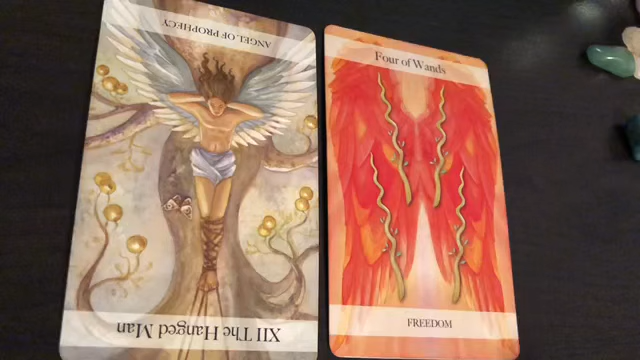 ANGEL OF PROPHECY
XII The Hanged Man
Four of Wands
FREEDOM